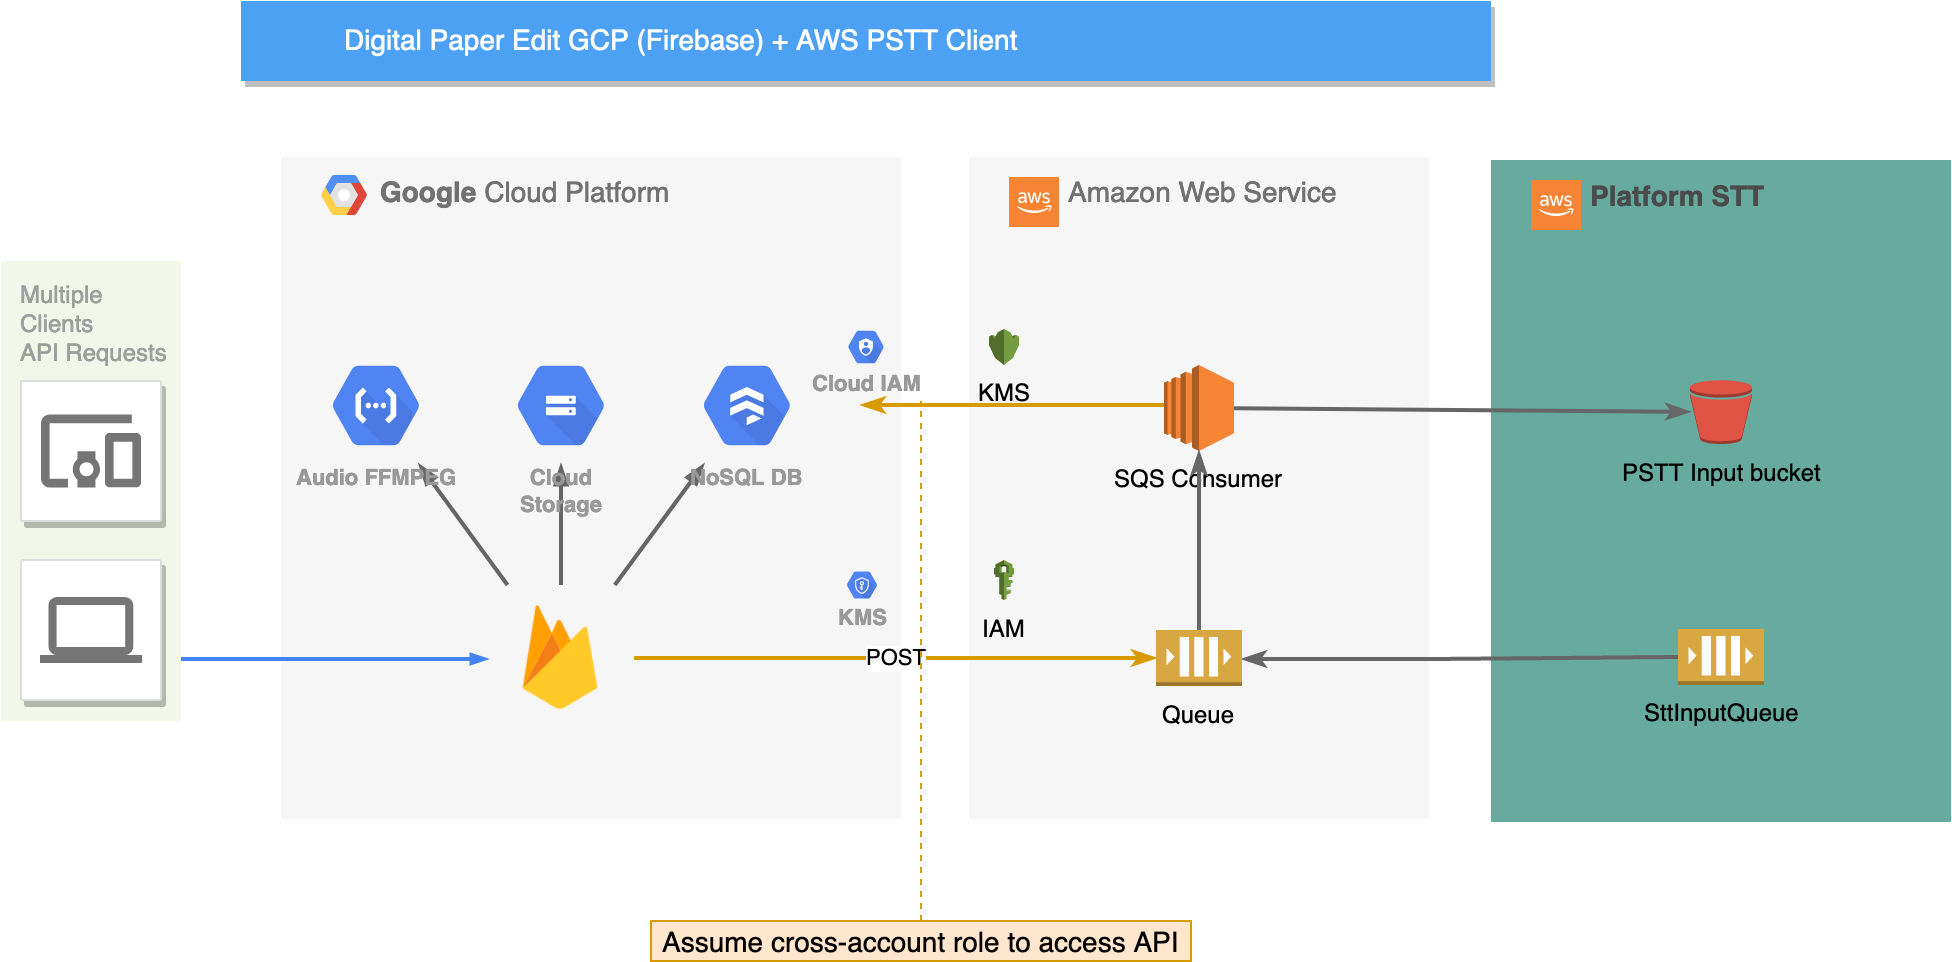 Digital Paper Edit GCP (Firebase) + AWS PSTT Client
Google Cloud Platform
aws
Amazon Web Service
aws
Platform STT
Multiple
Clients
API Requests
Cloud IAM
KMS
Audio FFMPEG
Cloud
Storage
NoSQL DB
SQS Consumer
PSTT Input bucket
KMS
IAM
POST
Queue
SttInputQueue
Assume cross-account role to access API